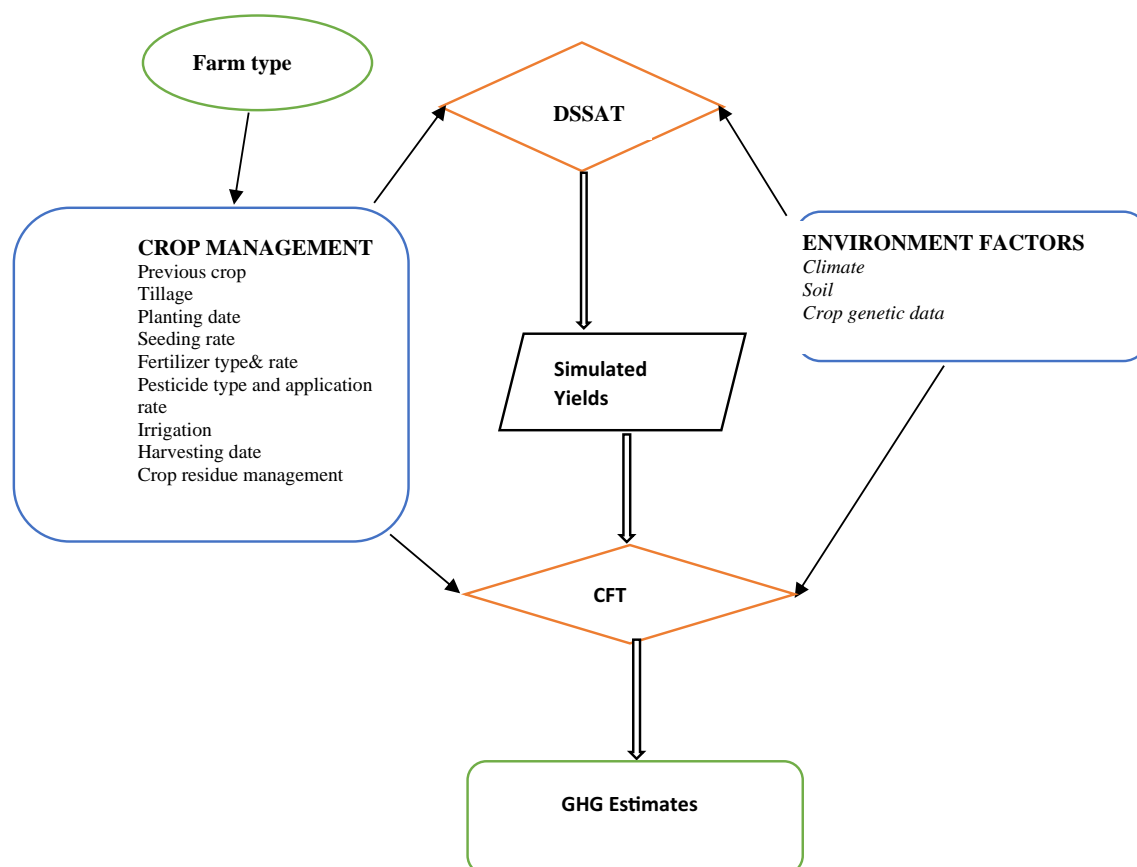 Farm type
DSSAT
CROP MANAGEMENT
Previous crop
Tillage
Planting date
Seeding rate
Fertilizer type& rate
Pesticide type and application
rate
Irrigation
Harvesting date
Crop residue management
ENVIRONMENT FACTORS
Climate
Soil
Crop genetic data
Simulated
Yields
CFT
GHG Estimates